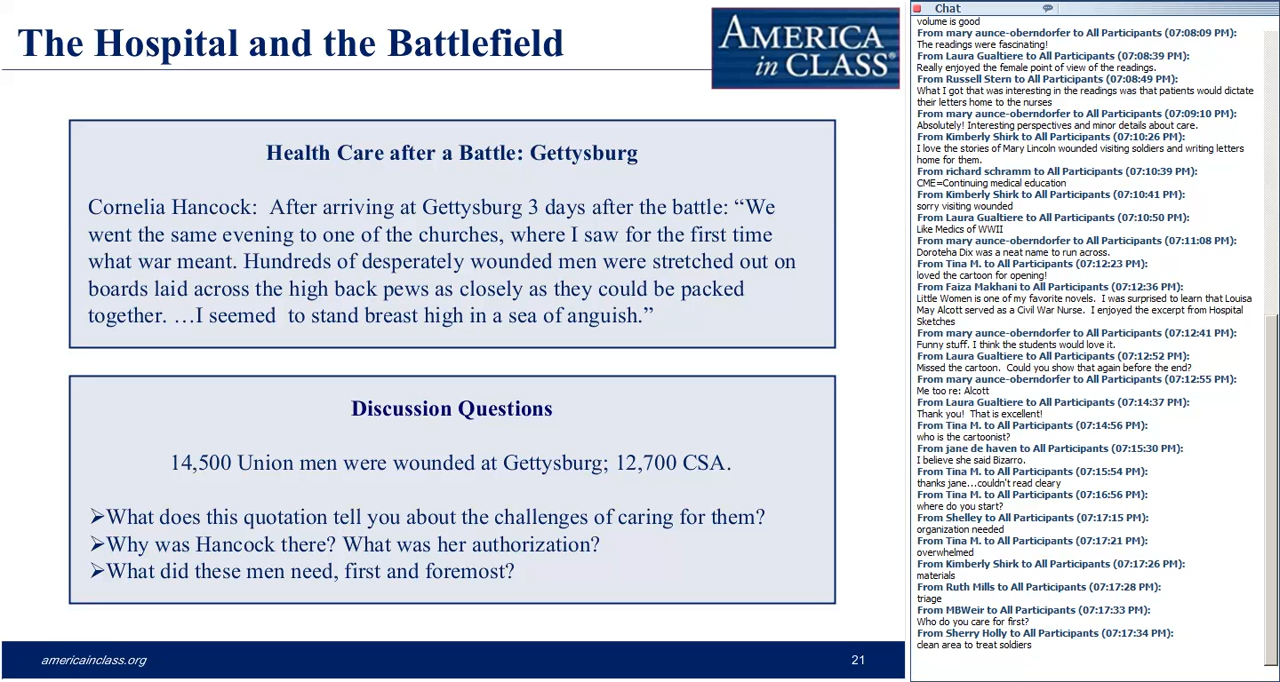 The Hospital and the Battlefield
AMERICA
in CLASS®
Health Care after a Battle: Gettysburg
Cornelia Hancock:  After arriving at Gettysburg 3 days after the battle: “We
went the same evening to one of the churches, where I saw for the first time
what war meant. Hundreds of desperately wounded men were stretched out on
boards laid across the high back pews as closely as they could be packed
together. …I seemed  to stand breast high in a sea of anguish.”
Discussion Questions
14,500 Union men were wounded at Gettysburg; 12,700 CSA.
➢What does this quotation tell you about the challenges of caring for them?
➢Why was Hancock there? What was her authorization?
➢What did these men need, first and foremost?
americainclass.org
21
Chat
volume is good
From mary aunce-oberndorfer to All Participants (07:08:09 PM):
The readings were fascinating!
From Laura Gualtiere to All Participants (07:08:39 PM):
Really enjoyed the female point of view of the readings.
From Russell Stern to All Participants (07:08:49 PM):
What I got that was interesting in the readings was that patients would dictate
their letters home to the nurses
From mary aunce-oberndorfer to All Participants (07:09:10 PM):
Absolutely! Interesting perspectives and minor details about care.
From Kimberly Shirk to All Participants (07:10:26 PM):
I love the stories of Mary Lincoln wounded visiting soldiers and writing letters
home for them.
From richard schramm to All Participants (07:10:39 PM):
CME=Continuing medical education
From Kimberly Shirk to All Participants (07:10:41 PM):
sorry visiting wounded
From Laura Gualtiere to All Participants (07:10:50 PM):
Like Medics of WWII
From mary aunce-oberndorfer to All Participants (07:11:08 PM):
Doroteha Dix was a neat name to run across.
From Tina M. to All Participants (07:12:23 PM):
loved the cartoon for opening!
From Faiza Makhani to All Participants (07:12:36 PM):
Little Women is one of my favorite novels.  I was surprised to learn that Louisa
May Alcott served as a Civil War Nurse.  I enjoyed the excerpt from Hospital
Sketches
From mary aunce-oberndorfer to All Participants (07:12:41 PM):
Funny stuff. I think the students would love it.
From Laura Gualtiere to All Participants (07:12:52 PM):
Missed the cartoon.  Could you show that again before the end?
From mary aunce-oberndorfer to All Participants (07:12:55 PM):
Me too re: Alcott
From Laura Gualtiere to All Participants (07:14:37 PM):
Thank you!  That is excellent!
From Tina M. to All Participants (07:14:56 PM):
who is the cartoonist?
From jane de haven to All Participants (07:15:30 PM):
I believe she said Bizarro.
From Tina M. to All Participants (07:15:54 PM):
thanks jane...couldn't read cleary
From Tina M. to All Participants (07:16:56 PM):
where do you start?
From Shelley to All Participants (07:17:15 PM):
organization needed
From Tina M. to All Participants (07:17:21 PM):
overwhelmed
From Kimberly Shirk to All Participants (07:17:26 PM):
materials
From Ruth Mills to All Participants (07:17:28 PM):
triage
From MBWeir to All Participants (07:17:33 PM):
Who do you care for first?
From Sherry Holly to All Participants (07:17:34 PM):
clean area to treat soldiers